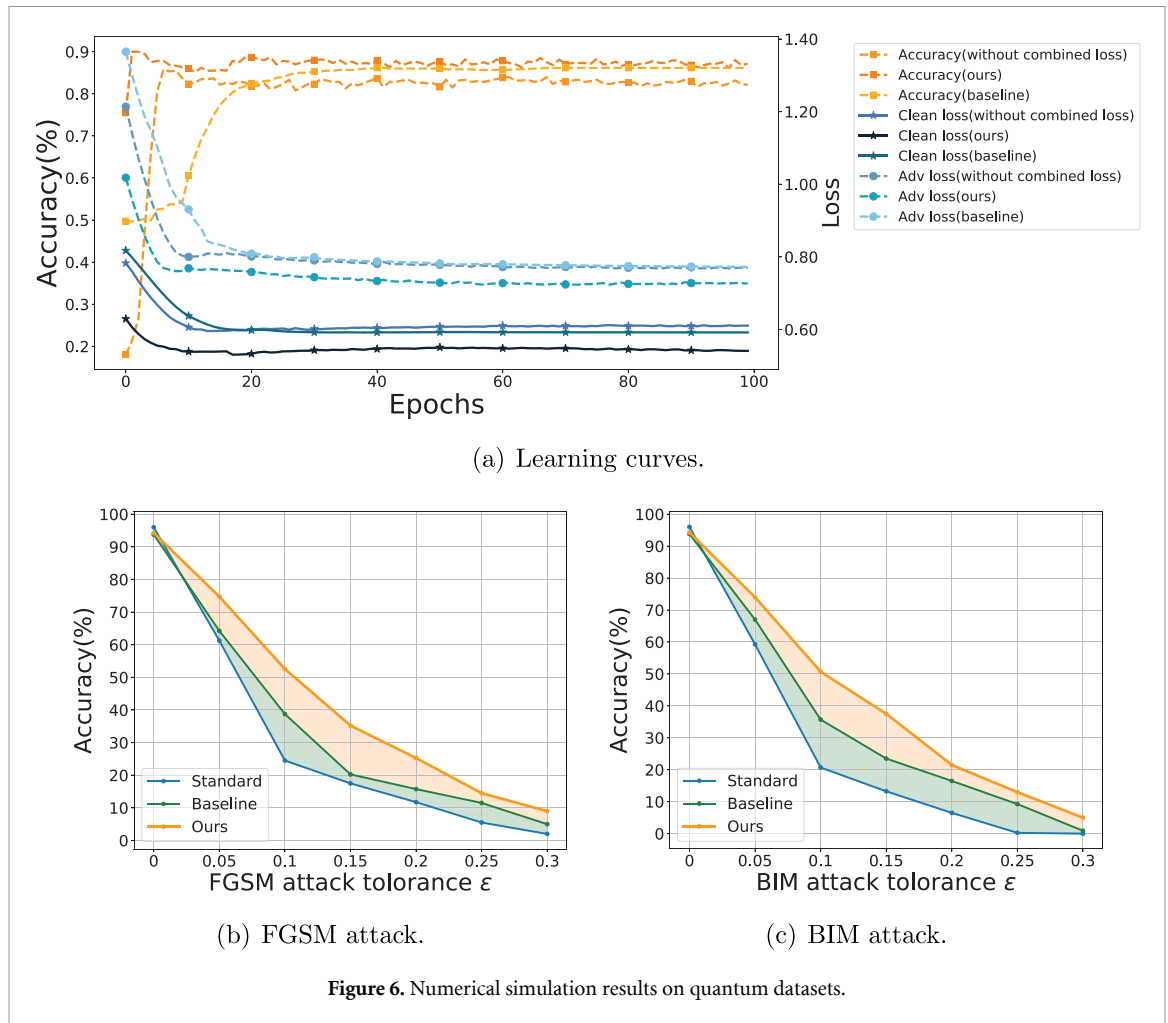 0.9
0.8
0.7
0.6
0.5
0.4
0.3
0.2
Accuracy(%)
0
20
40
60
80
100
Epochs
1.40
1.20
1.00
0.80
0.60
Loss
Accuracy(without combined loss)
Accuracy(ours)
Accuracy(baseline)
Clean loss(without combined loss)
Clean loss(ours)
Clean loss(baseline)
Adv loss(without combined loss)
Adv loss(ours)
Adv loss(baseline)
(a) Learning curves.
100
90
80
70
60
50
40
30
20
10
0
Accuracy(%)
Standard
Baseline
Ours
0
0.05
0.1
0.15
0.2
0.25
0.3
FGSM attack tolorance ε
(b) FGSM attack.
100
90
80
70
60
50
40
30
20
10
0
Accuracy(%)
Standard
Baseline
Ours
0
0.05
0.1
0.15
0.2
0.25
0.3
BIM attack tolorance ε
(c) BIM attack.
Figure 6. Numerical simulation results on quantum datasets.